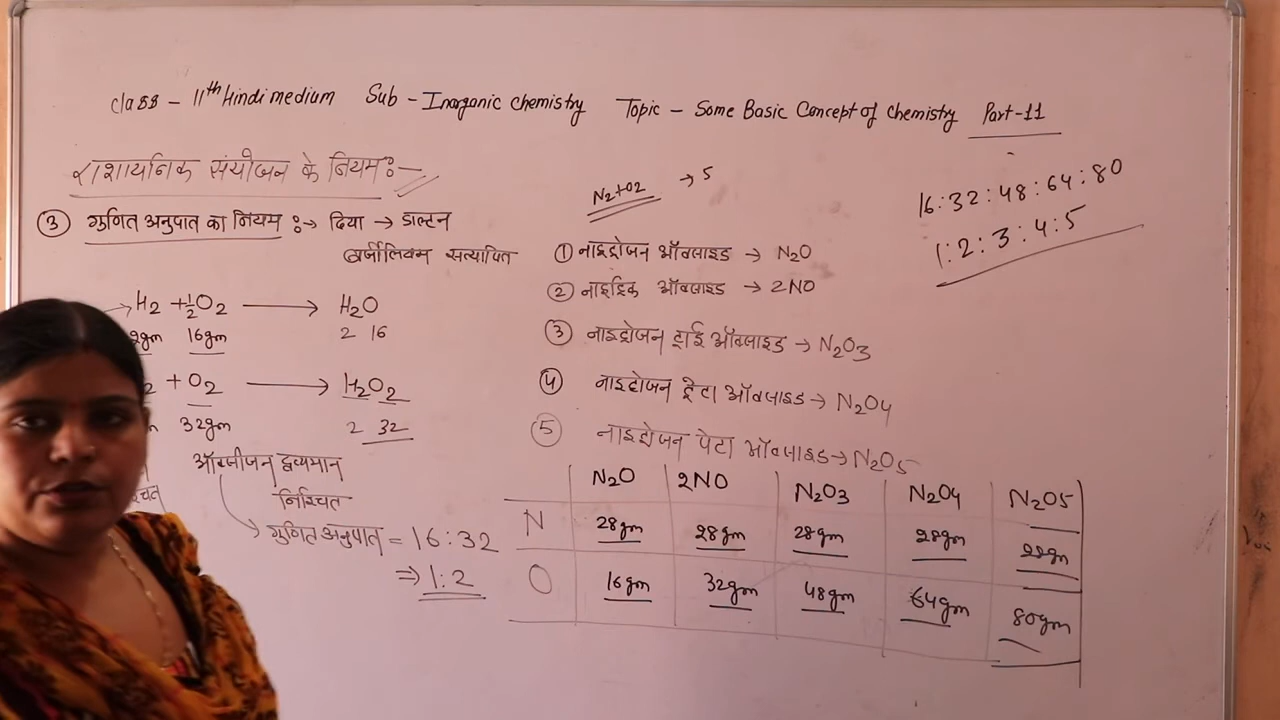 Class - 11th Hindi medium Sub - Inorganic Chemistry Topic - Some Basic Concept of Chemistry Part-11
राशायनिक संयोजन के नियम :-
③ गुणित अनुपात का नियम :→ दिया → डाल्टन
बर्जीलियम सत्यापित
→ H2 + 1/2 O2 → H2O
2gm 16gm 2 16
2 + O2 → H2O2
32gm 2 32
ऑक्जीजन द्रव्यमान
निश्चित
→ गुणित अनुपात = 16:32
⇒ 1:2
N2+O2 → 5
16:32:48:64:80
1:2:3:4:5
① नाइट्रोजन ऑक्साइड → N2O
② नाइट्रिक ऑक्साइड → 2NO
③ नाइट्रोजन ट्राई ऑक्साइड → N2O3
④ नाइट्रोजन ट्रेटा ऑक्साइड → N2O4
⑤ नाइट्रोजन पेटा ऑक्साइड → N2O5
N2O 2NO N2O3 N2O4 N2O5
N 28gm 28gm 28gm 28gm 28gm
O 16gm 32gm 48gm 64gm 80gm